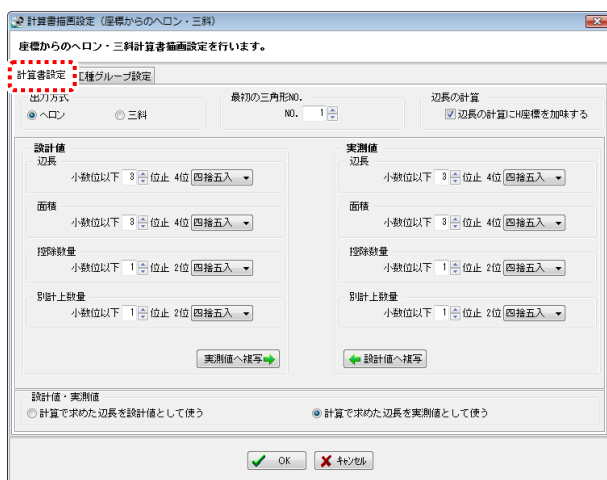 計算書描画設定（座標からのヘロン・三斜）
座標からのヘロン・三斜計算書描画設定を行います。
計算書設定 工種グループ設定
出力方式
ヘロン 三斜
最初の三角形NO.
NO. 1
辺長の計算
辺長の計算にH座標を加味する
設計値
辺長
小数位以下 3 位止 4位 四捨五入
面積
小数位以下 3 位止 4位 四捨五入
控除数量
小数位以下 1 位止 2位 四捨五入
別計上数量
小数位以下 1 位止 2位 四捨五入
実測値へ複写
実測値
辺長
小数位以下 3 位止 4位 四捨五入
面積
小数位以下 3 位止 4位 四捨五入
控除数量
小数位以下 1 位止 2位 四捨五入
別計上数量
小数位以下 1 位止 2位 四捨五入
設計値へ複写
設計値・実測値
計算で求めた辺長を設計値として使う 計算で求めた辺長を実測値として使う
OK ｷｬﾝｾﾙ